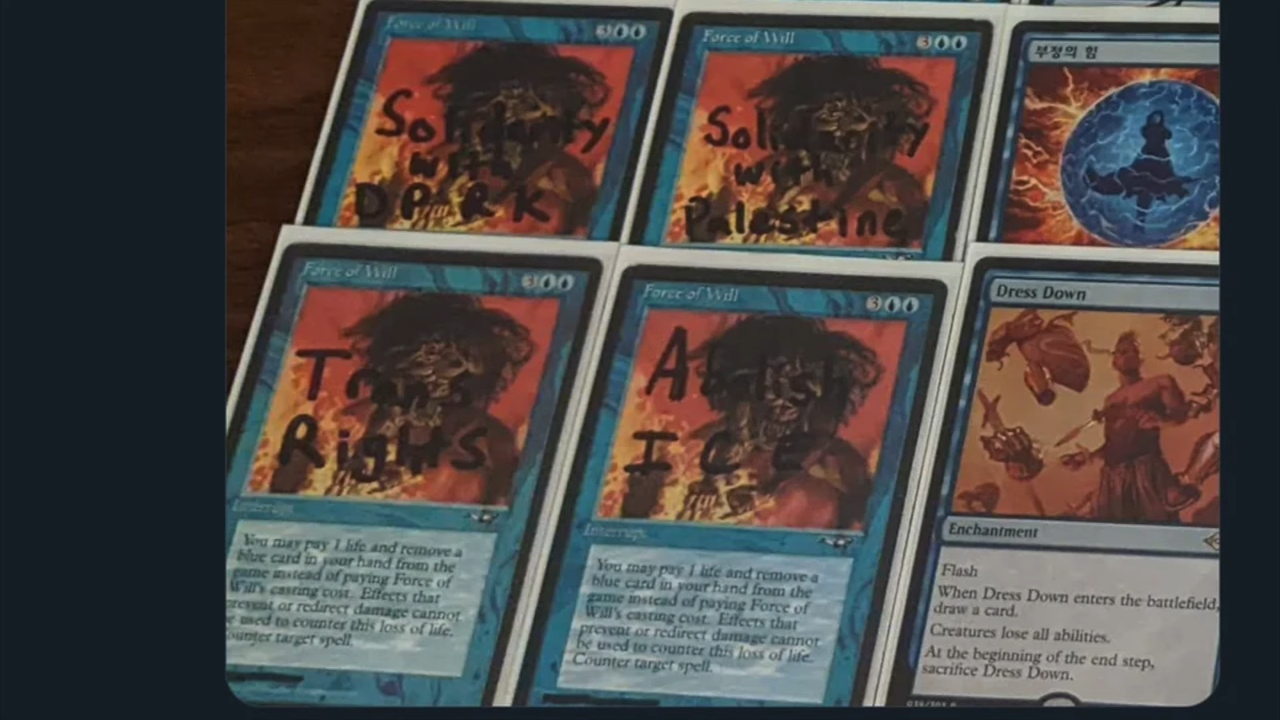 Force of Will 3
Solidarity
with
DPRK
Force of Will 3
Solidarity
with
Palestine
부정의 힘
Force of Will 3
Trans
Rights
Interrupt
You may pay 1 life and remove a
blue card in your hand from the
game instead of paying Force of
Will's casting cost. Effects that
prevent or redirect damage cannot
be used to counter this loss of life.
Counter target spell.
Force of Will 3
Abolish
ICE
Interrupt
You may pay 1 life and remove a
blue card in your hand from the
game instead of paying Force of
Will's casting cost. Effects that
prevent or redirect damage cannot
be used to counter this loss of life.
Counter target spell.
Dress Down
Enchantment
Flash
When Dress Down enters the battlefield,
draw a card.
Creatures lose all abilities.
At the beginning of the end step,
sacrifice Dress Down.